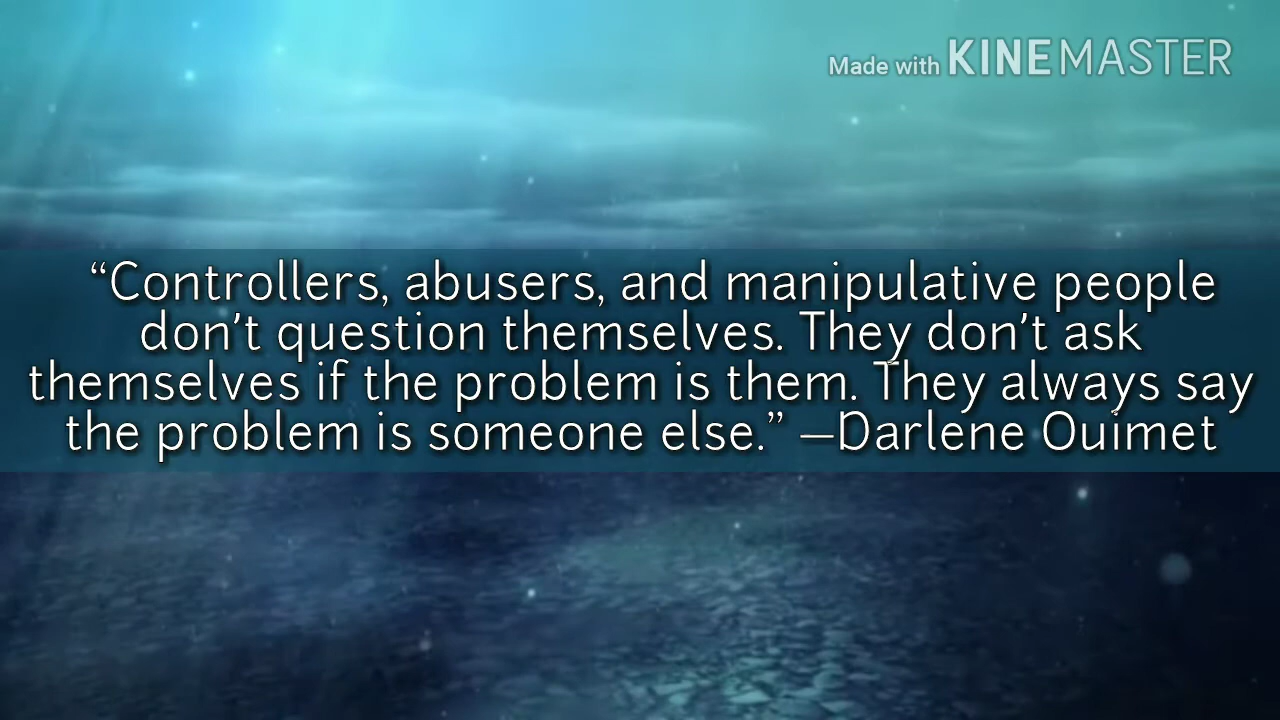 Made with KINEMASTER
“Controllers, abusers, and manipulative people
don’t question themselves. They don’t ask
themselves if the problem is them. They always say
the problem is someone else.” —Darlene Ouimet